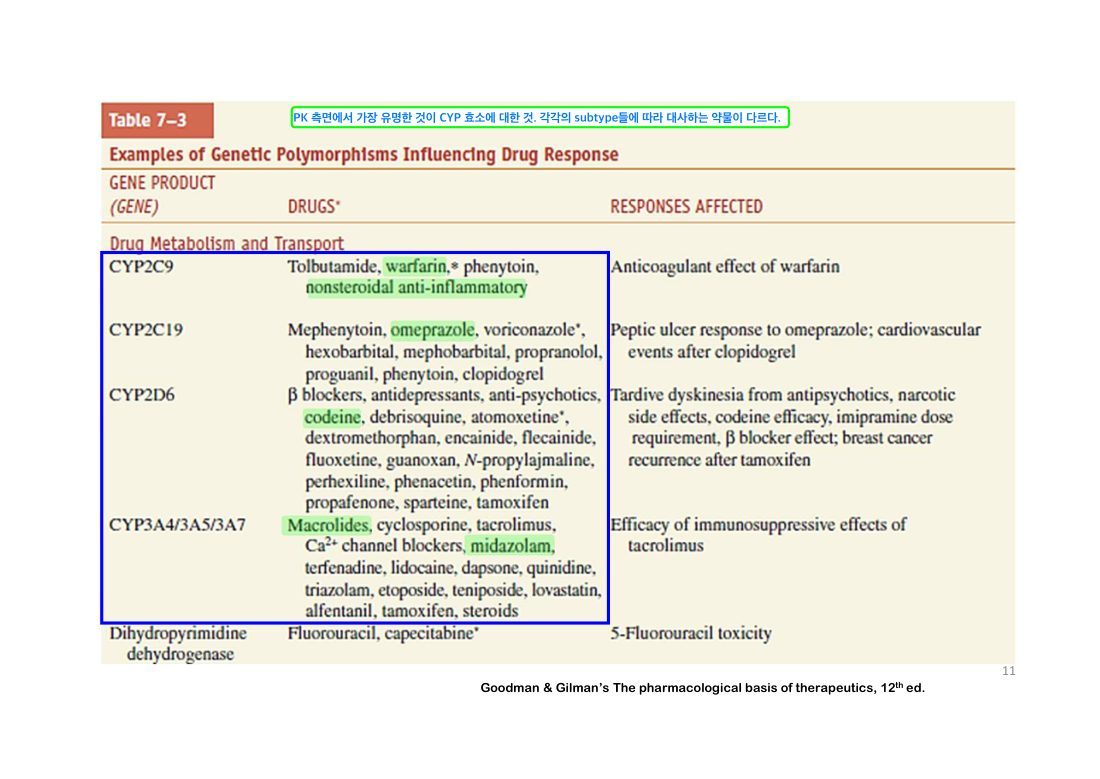 Table 7–3
PK 측면에서 가장 유명한 것이 CYP 효소에 대한 것. 각각의 subtype들에 따라 대사하는 약물이 다르다.
Examples of Genetic Polymorphisms Influencing Drug Response
GENE PRODUCT
(GENE) DRUGS* RESPONSES AFFECTED
Drug Metabolism and Transport
CYP2C9 Tolbutamide, warfarin,* phenytoin, Anticoagulant effect of warfarin
nonsteroidal anti-inflammatory
CYP2C19 Mephenytoin, omeprazole, voriconazole*, Peptic ulcer response to omeprazole; cardiovascular
hexobarbital, mephobarbital, propranolol, events after clopidogrel
proguanil, phenytoin, clopidogrel
CYP2D6 β blockers, antidepressants, anti-psychotics, Tardive dyskinesia from antipsychotics, narcotic
codeine, debrisoquine, atomoxetine*, side effects, codeine efficacy, imipramine dose
dextromethorphan, encainide, flecainide, requirement, β blocker effect; breast cancer
fluoxetine, guanoxan, N-propylajmaline, recurrence after tamoxifen
perhexiline, phenacetin, phenformin,
propafenone, sparteine, tamoxifen
CYP3A4/3A5/3A7 Macrolides, cyclosporine, tacrolimus, Efficacy of immunosuppressive effects of
Ca2+ channel blockers, midazolam, tacrolimus
terfenadine, lidocaine, dapsone, quinidine,
triazolam, etoposide, teniposide, lovastatin,
alfentanil, tamoxifen, steroids
Dihydropyrimidine Fluorouracil, capecitabine* 5-Fluorouracil toxicity
dehydrogenase
11
Goodman & Gilman's The pharmacological basis of therapeutics, 12th ed.